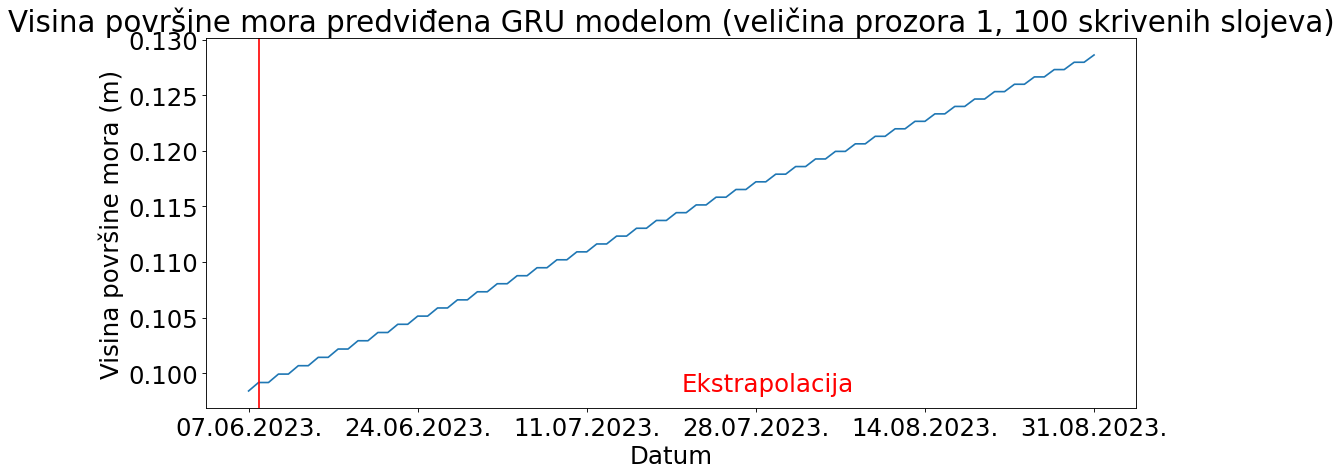 Visina površine mora predviđena GRU modelom (veličina prozora 1, 100 skrivenih slojeva)
Visina površine mora (m)
0.130
0.125
0.120
0.115
0.110
0.105
0.100
Ekstrapolacija
07.06.2023. 24.06.2023. 11.07.2023. 28.07.2023. 14.08.2023. 31.08.2023.
Datum